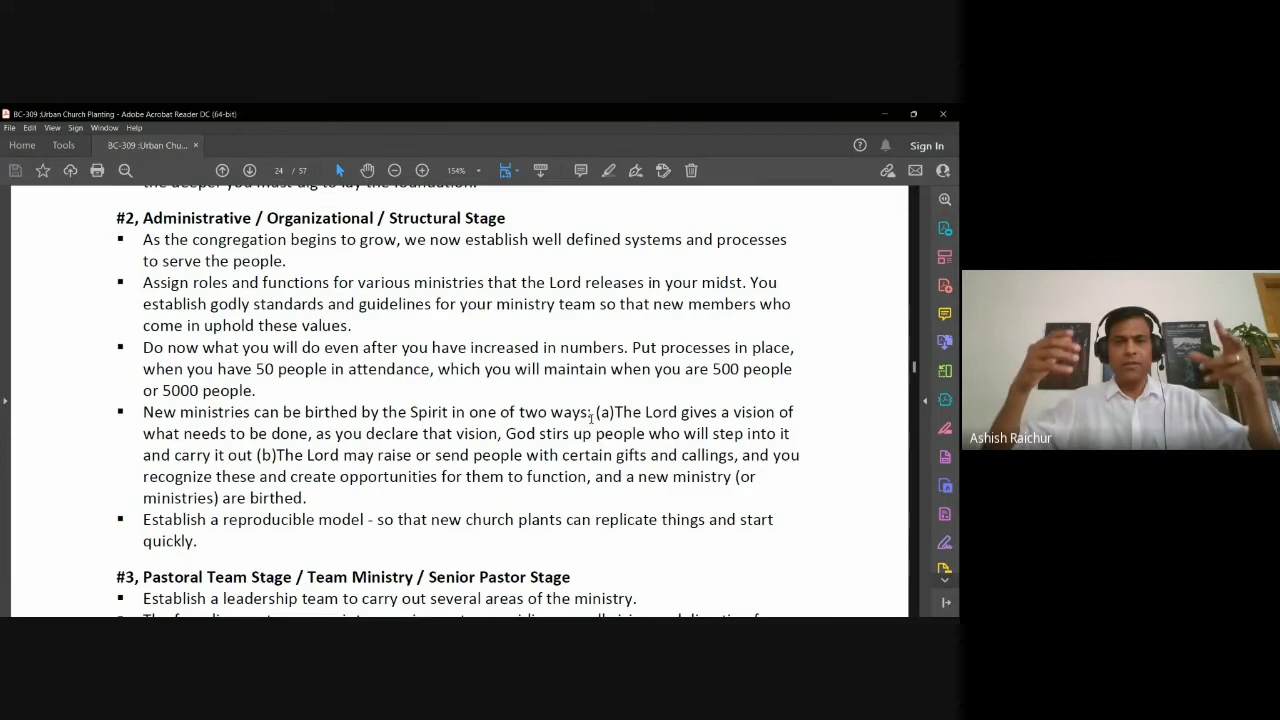 BC-309 :Urban Church Planting - Adobe Acrobat Reader DC (64-bit)
File Edit View Sign Window Help
Home Tools BC-309 :Urban Chu... × Sign In
24 / 57 154%
the deeper you must dig to lay the foundation.
#2, Administrative / Organizational / Structural Stage
▪ As the congregation begins to grow, we now establish well defined systems and processes
to serve the people.
▪ Assign roles and functions for various ministries that the Lord releases in your midst. You
establish godly standards and guidelines for your ministry team so that new members who
come in uphold these values.
▪ Do now what you will do even after you have increased in numbers. Put processes in place,
when you have 50 people in attendance, which you will maintain when you are 500 people
or 5000 people.
▪ New ministries can be birthed by the Spirit in one of two ways: (a)The Lord gives a vision of
what needs to be done, as you declare that vision, God stirs up people who will step into it
and carry it out (b)The Lord may raise or send people with certain gifts and callings, and you
recognize these and create opportunities for them to function, and a new ministry (or
ministries) are birthed.
▪ Establish a reproducible model - so that new church plants can replicate things and start
quickly.
#3, Pastoral Team Stage / Team Ministry / Senior Pastor Stage
▪ Establish a leadership team to carry out several areas of the ministry.
Ashish Raichur